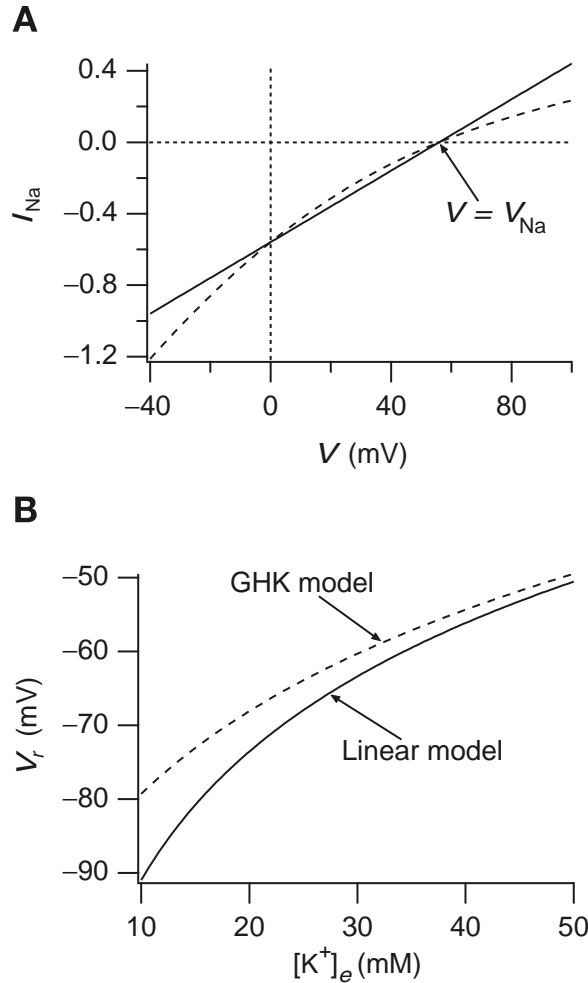 A
0.4
0.0
−0.4
−0.8
−1.2
I_Na
V = V_Na
−40
0
40
80
V (mV)
B
−50
−60
−70
−80
−90
V_r (mV)
GHK model
Linear model
10
20
30
40
50
[K⁺]_e (mM)